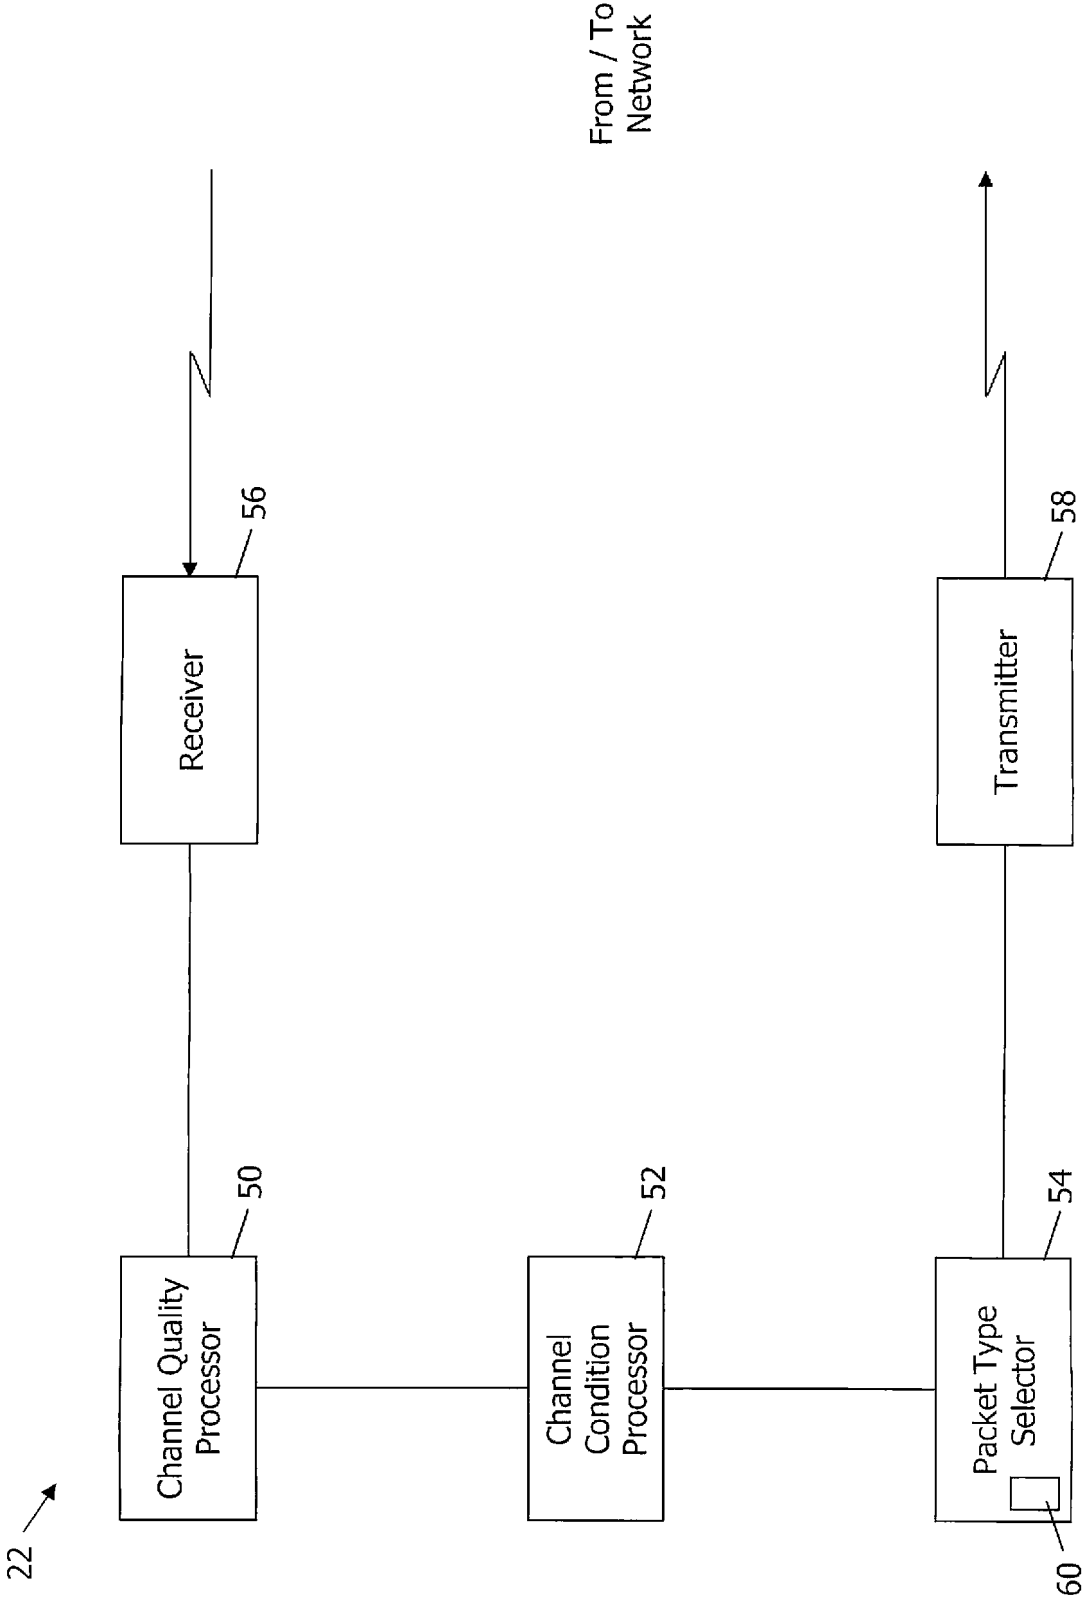 22
Channel Quality
Processor
50
Receiver
56
Channel
Condition
Processor
52
From / To
Network
Packet Type
Selector
54
60
Transmitter
58